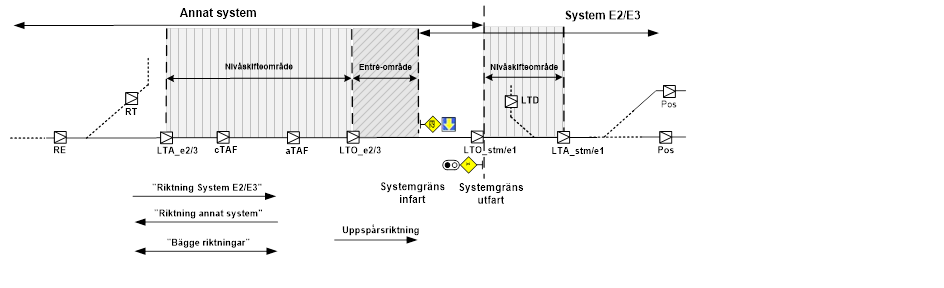 Annat system
System E2/E3
Nivåskifteområde
Entré-område
Nivåskifteområde
RT
LTD
Pos
RE
LTA_e2/3
cTAF
aTAF
LTO_e2/3
LTO_stm/e1
LTA_stm/e1
Pos
"Riktning System E2/E3"
Systemgräns
infart
Systemgräns
utfart
"Riktning annat system"
Uppspårsriktning
"Bägge riktningar"